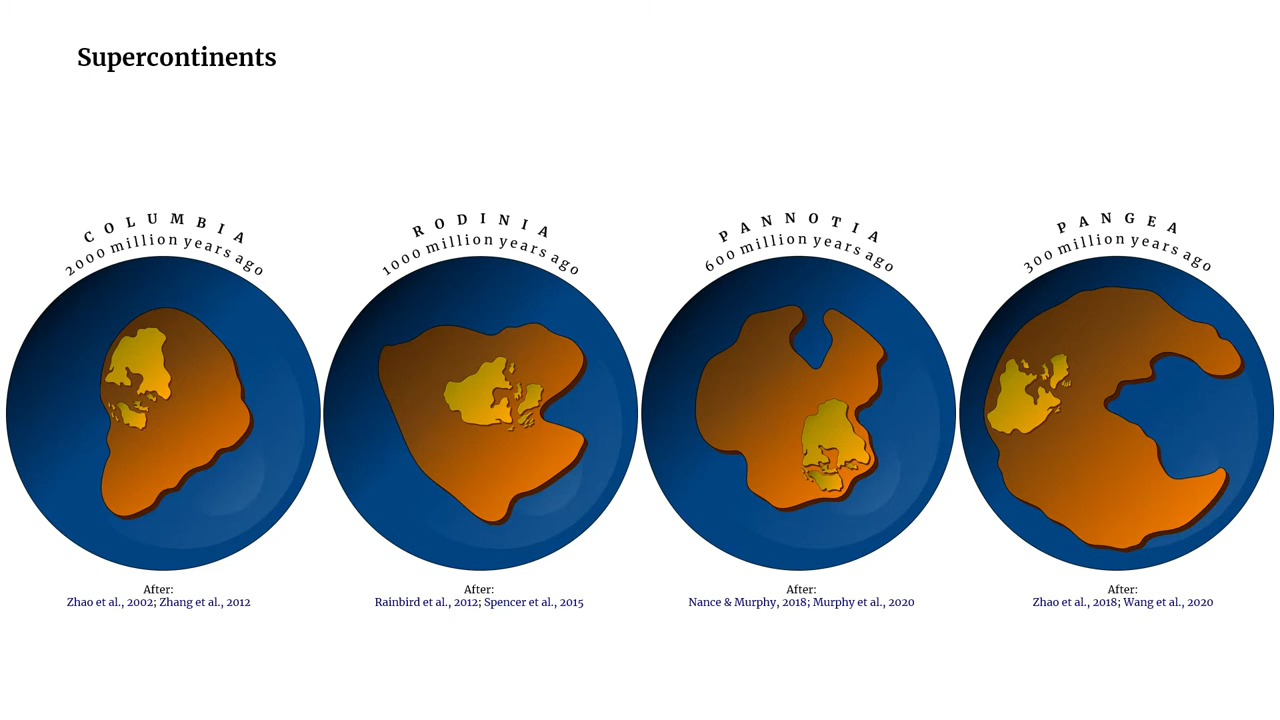 Supercontinents
COLUMBIA
2000 million years ago
After:
Zhao et al., 2002; Zhang et al., 2012
RODINIA
1000 million years ago
After:
Rainbird et al., 2012; Spencer et al., 2015
PANNOTIA
600 million years ago
After:
Nance & Murphy, 2018; Murphy et al., 2020
PANGEA
300 million years ago
After:
Zhao et al., 2018; Wang et al., 2020